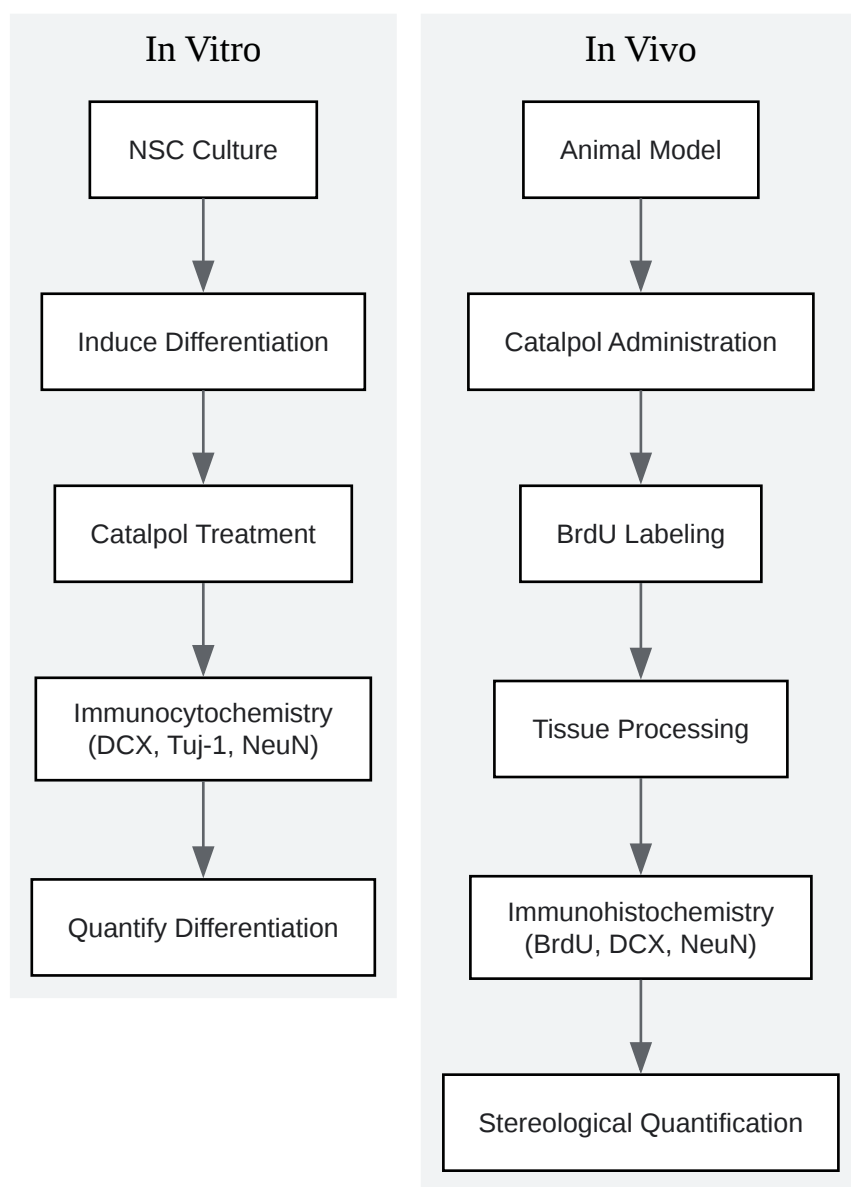 In Vitro
NSC Culture
Induce Differentiation
Catalpol Treatment
Immunocytochemistry
(DCX, Tuj-1, NeuN)
Quantify Differentiation
In Vivo
Animal Model
Catalpol Administration
BrdU Labeling
Tissue Processing
Immunohistochemistry
(BrdU, DCX, NeuN)
Stereological Quantification